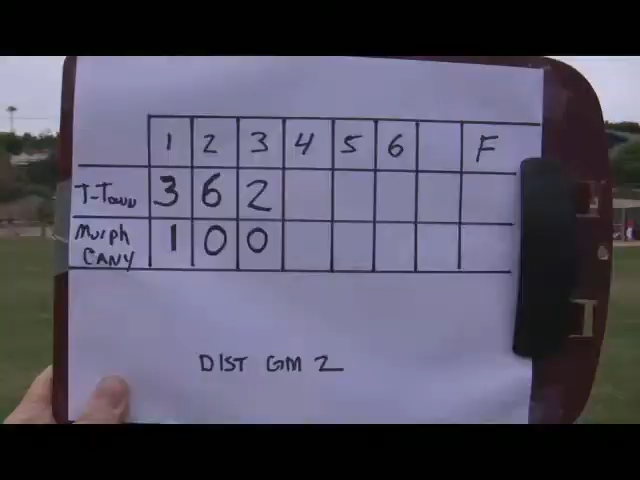 1 2 3 4 5 6 F
T-Town 3 6 2
Murph
CANY 1 0 0
DIST GM 2